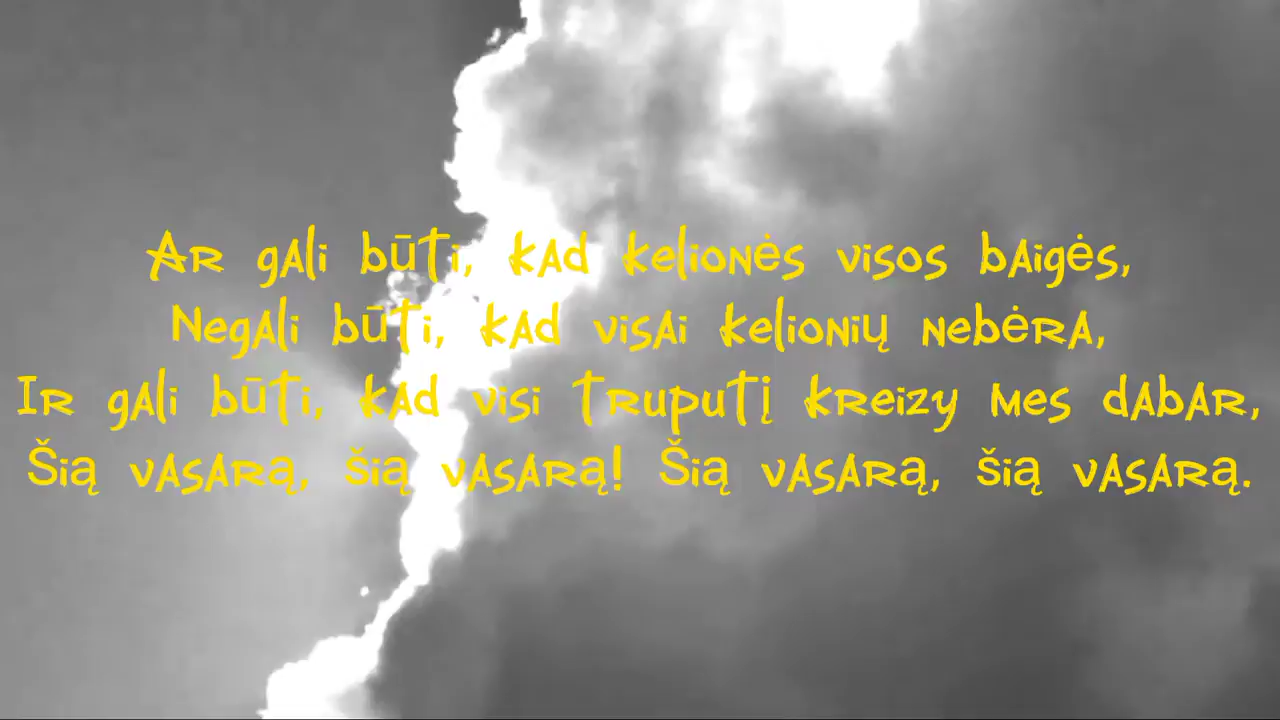 Ar gali būti, kad kelionės visos baigės,
Negali būti, kad visai kelionių nebėra,
Ir gali būti, kad visi truputį kreizy mes dabar,
Šią vasarą, šią vasarą! Šią vasarą, šią vasarą.